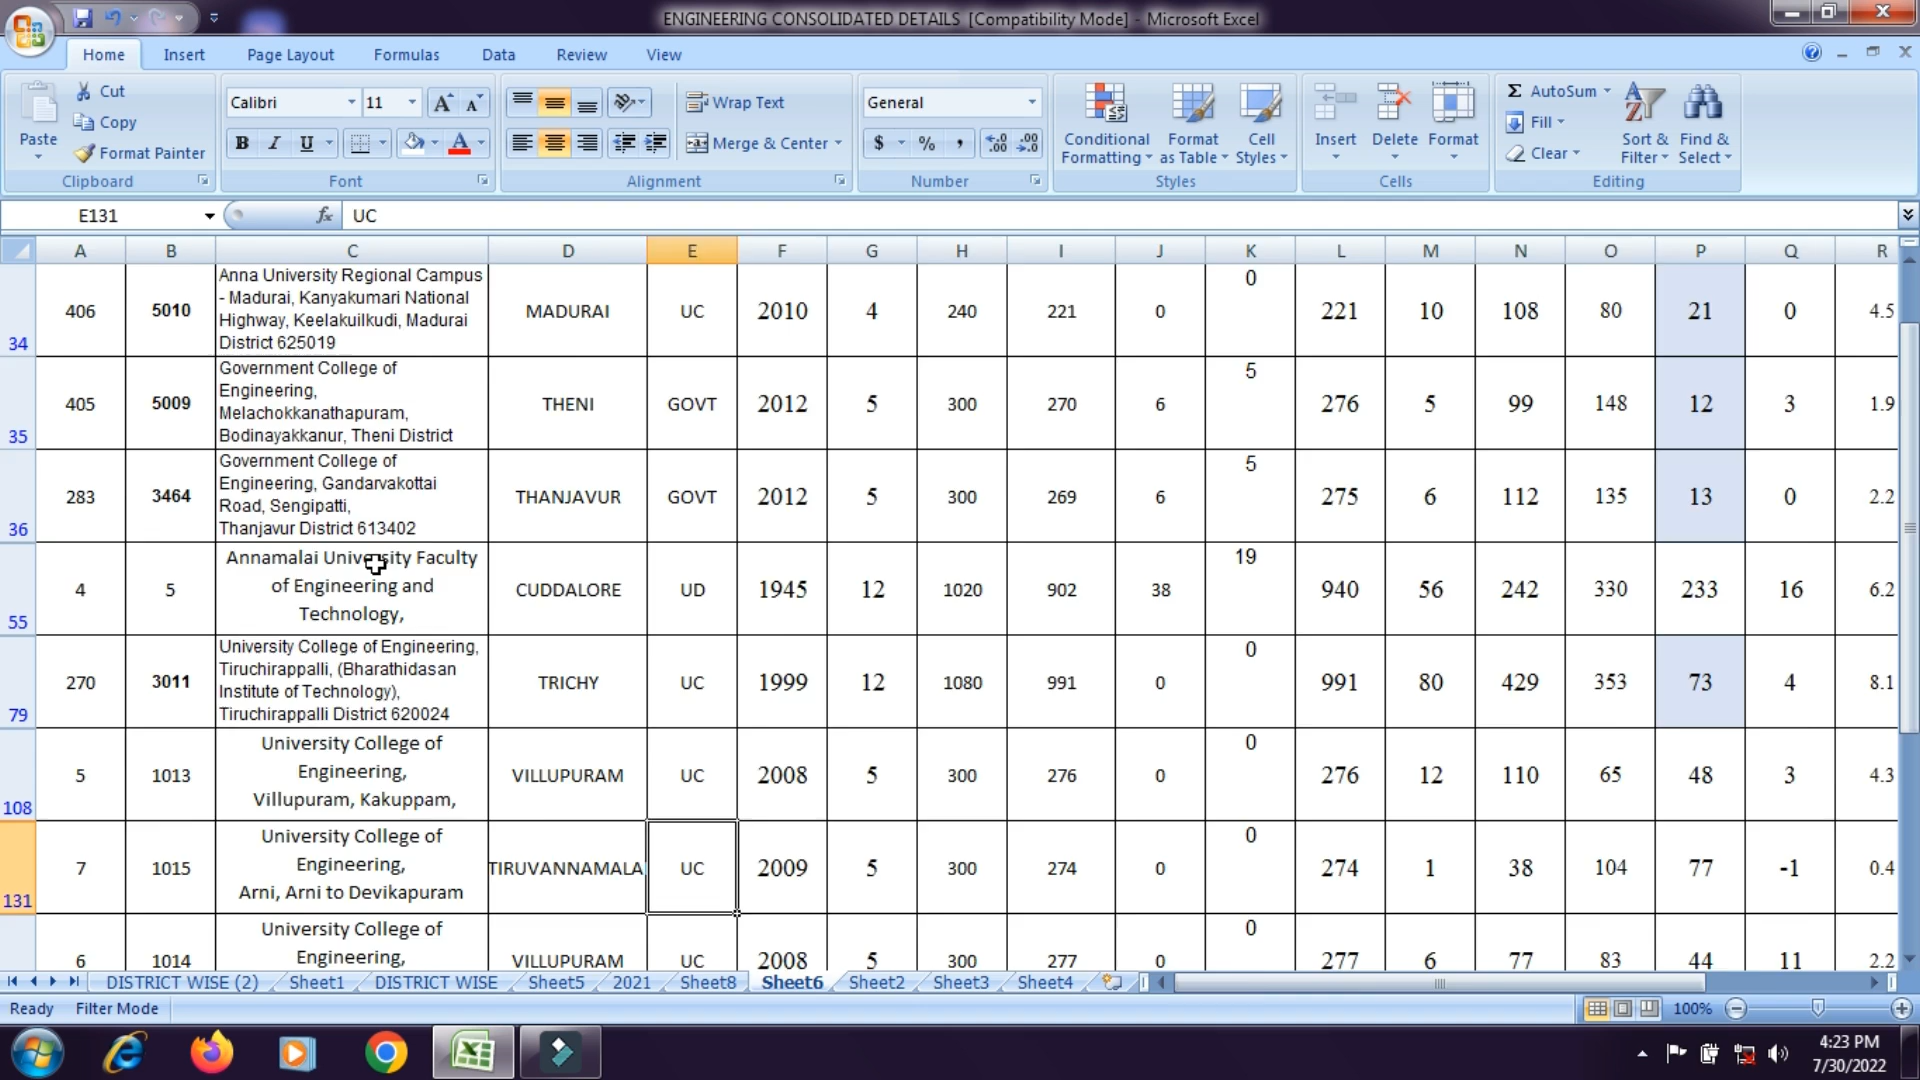 ENGINEERING CONSOLIDATED DETAILS [Compatibility Mode] - Microsoft Excel
Home Insert Page Layout Formulas Data Review View
Paste
Cut
Copy
Format Painter
Clipboard
Calibri 11
B I U
Font
Wrap Text
Merge & Center
Alignment
General
$ % ,
Number
Conditional Formatting
Format as Table
Cell Styles
Styles
Insert Delete Format
Cells
Σ AutoSum
Fill
Clear
Sort & Filter
Find & Select
Editing
E131 fx UC
A B C D E F G H I J K L M N O P Q R
34 406 5010
Anna University Regional Campus
- Madurai, Kanyakumari National
Highway, Keelakuilkudi, Madurai
District 625019
MADURAI UC 2010 4 240 221 0 0 221 10 108 80 21 0 4.5
35 405 5009
Government College of
Engineering,
Melachokkanathapuram,
Bodinayakkanur, Theni District
THENI GOVT 2012 5 300 270 6 5 276 5 99 148 12 3 1.9
36 283 3464
Government College of
Engineering, Gandarvakottai
Road, Sengipatti,
Thanjavur District 613402
THANJAVUR GOVT 2012 5 300 269 6 5 275 6 112 135 13 0 2.2
55 4 5
Annamalai University Faculty
of Engineering and
Technology,
CUDDALORE UD 1945 12 1020 902 38 19 940 56 242 330 233 16 6.2
79 270 3011
University College of Engineering,
Tiruchirappalli, (Bharathidasan
Institute of Technology),
Tiruchirappalli District 620024
TRICHY UC 1999 12 1080 991 0 0 991 80 429 353 73 4 8.1
108 5 1013
University College of
Engineering,
Villupuram, Kakuppam,
VILLUPURAM UC 2008 5 300 276 0 0 276 12 110 65 48 3 4.3
131 7 1015
University College of
Engineering,
Arni, Arni to Devikapuram
TIRUVANNAMALA UC 2009 5 300 274 0 0 274 1 38 104 77 -1 0.4
6 1014
University College of
Engineering,
VILLUPURAM UC 2008 5 300 277 0 0 277 6 77 83 44 11 2.2
DISTRICT WISE (2) Sheet1 DISTRICT WISE Sheet5 2021 Sheet8 Sheet6 Sheet2 Sheet3 Sheet4
Ready Filter Mode 100%
4:23 PM
7/30/2022